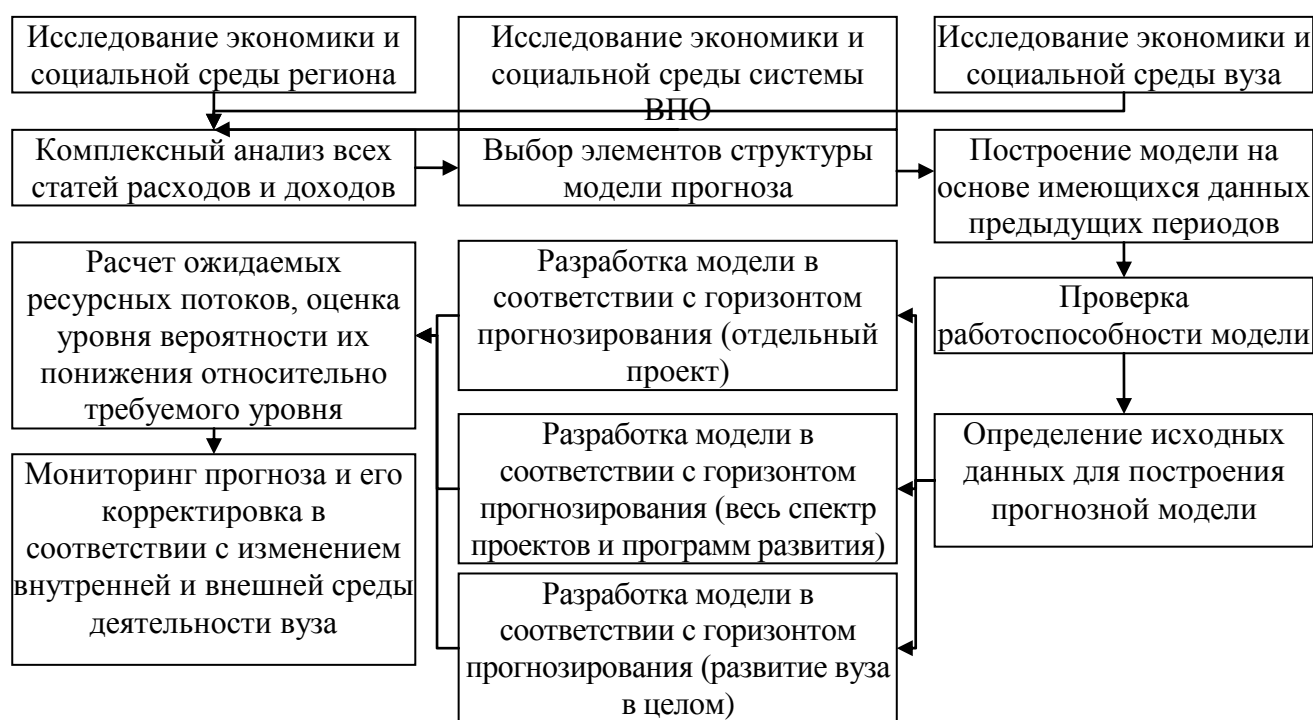 Исследование экономики и
социальной среды региона
Исследование экономики и
социальной среды системы
ВПО
Исследование экономики и
социальной среды вуза
Комплексный анализ всех
статей расходов и доходов
Выбор элементов структуры
модели прогноза
Построение модели на
основе имеющихся данных
предыдущих периодов
Расчет ожидаемых
ресурсных потоков, оценка
уровня вероятности их
понижения относительно
требуемого уровня
Разработка модели в
соответствии с горизонтом
прогнозирования (отдельный
проект)
Проверка
работоспособности модели
Мониторинг прогноза и его
корректировка в
соответствии с изменением
внутренней и внешней среды
деятельности вуза
Разработка модели в
соответствии с горизонтом
прогнозирования (весь спектр
проектов и программ развития)
Определение исходных
данных для построения
прогнозной модели
Разработка модели в
соответствии с горизонтом
прогнозирования (развитие вуза
в целом)